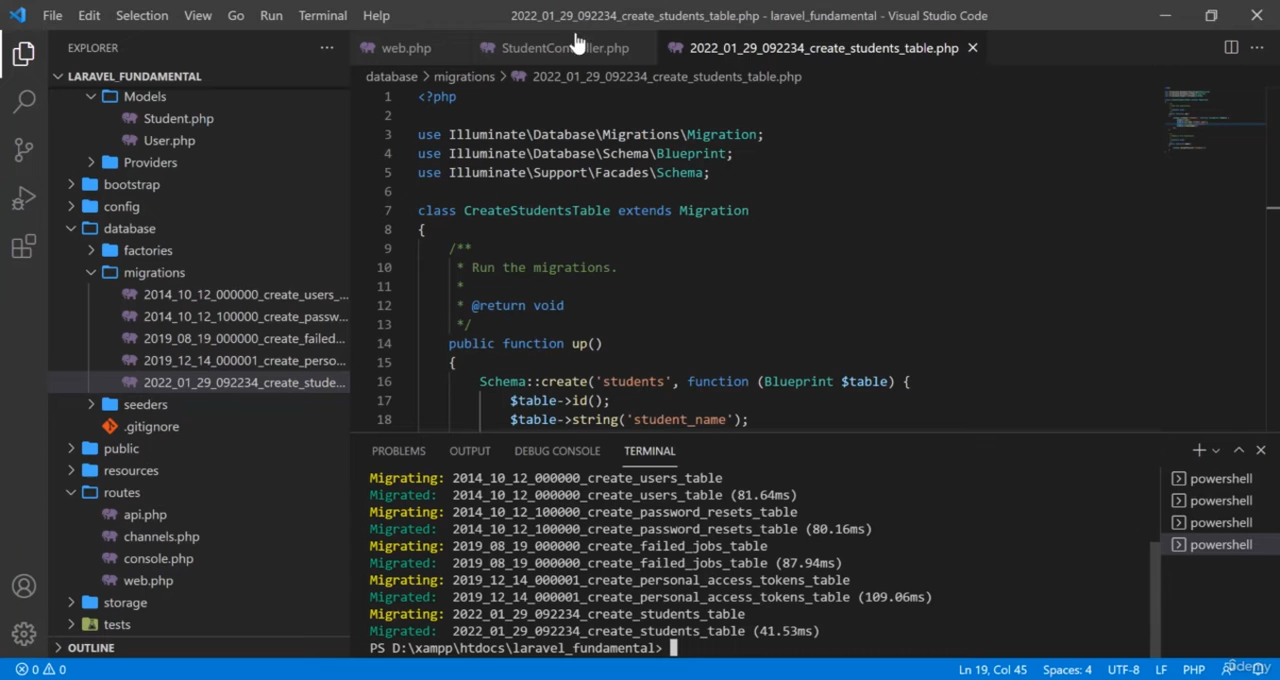 File Edit Selection View Go Run Terminal Help 2022_01_29_092234_create_students_table.php - laravel_fundamental - Visual Studio Code
EXPLORER
web.php StudentController.php 2022_01_29_092234_create_students_table.php
LARAVEL_FUNDAMENTAL
Models
Student.php
User.php
Providers
bootstrap
config
database
factories
migrations
2014_10_12_000000_create_users_...
2014_10_12_100000_create_passw...
2019_08_19_000000_create_failed...
2019_12_14_000001_create_perso...
2022_01_29_092234_create_stude...
seeders
.gitignore
public
resources
routes
api.php
channels.php
console.php
web.php
storage
tests
OUTLINE
database > migrations > 2022_01_29_092234_create_students_table.php
1 <?php
2
3 use Illuminate\Database\Migrations\Migration;
4 use Illuminate\Database\Schema\Blueprint;
5 use Illuminate\Support\Facades\Schema;
6
7 class CreateStudentsTable extends Migration
8 {
9 /**
10 * Run the migrations.
11 *
12 * @return void
13 */
14 public function up()
15 {
16 Schema::create('students', function (Blueprint $table) {
17 $table->id();
18 $table->string('student_name');
PROBLEMS OUTPUT DEBUG CONSOLE TERMINAL
Migrating: 2014_10_12_000000_create_users_table
Migrated: 2014_10_12_000000_create_users_table (81.64ms)
Migrating: 2014_10_12_100000_create_password_resets_table
Migrated: 2014_10_12_100000_create_password_resets_table (80.16ms)
Migrating: 2019_08_19_000000_create_failed_jobs_table
Migrated: 2019_08_19_000000_create_failed_jobs_table (87.94ms)
Migrating: 2019_12_14_000001_create_personal_access_tokens_table
Migrated: 2019_12_14_000001_create_personal_access_tokens_table (109.06ms)
Migrating: 2022_01_29_092234_create_students_table
Migrated: 2022_01_29_092234_create_students_table (41.53ms)
PS D:\xampp\htdocs\laravel_fundamental>
powershell
powershell
powershell
powershell
0 0 Ln 19, Col 45 Spaces: 4 UTF-8 LF PHP